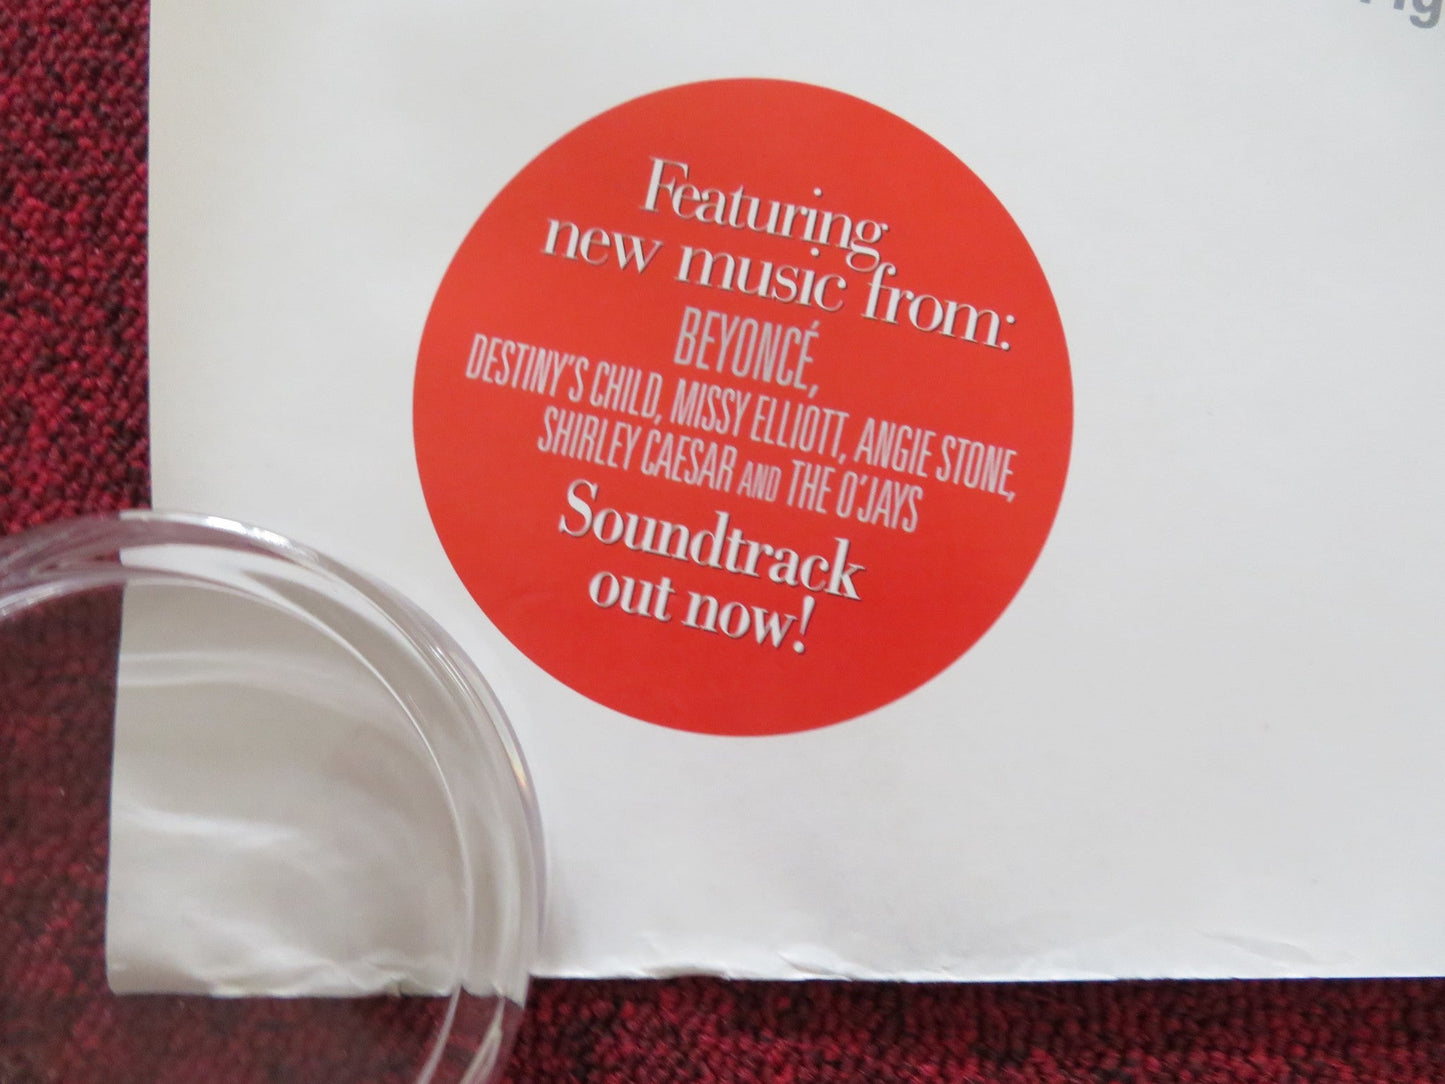 Featuring
new music from:
BEYONCÉ,
DESTINY'S CHILD, MISSY ELLIOTT, ANGIE STONE,
SHIRLEY CAESAR AND THE O'JAYS
Soundtrack
out now!